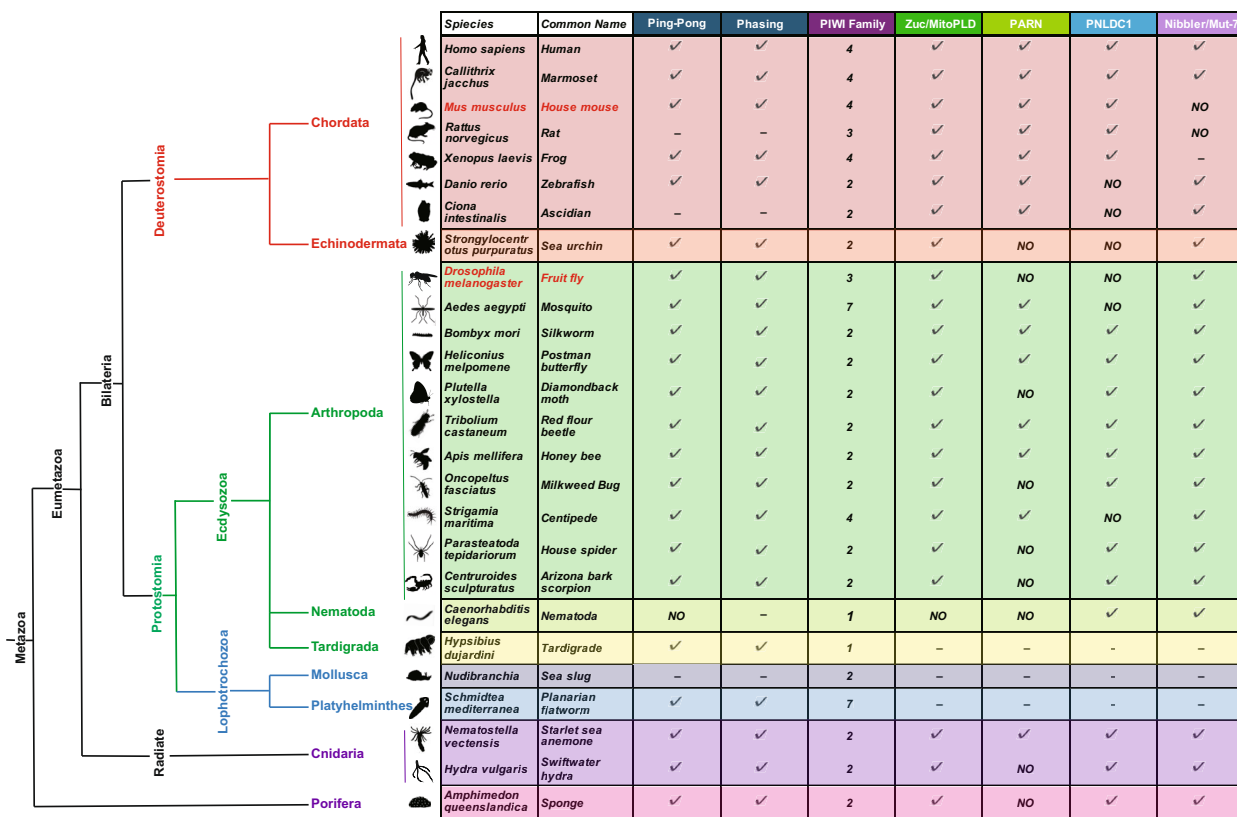 Species Common Name Ping-Pong Phasing PIWI Family Zuc/MitoPLD PARN PNLDC1 Nibbler/Mut-7
Homo sapiens Human ✓ ✓ 4 ✓ ✓ ✓ ✓
Callithrix
jacchus Marmoset ✓ ✓ 4 ✓ ✓ ✓ ✓
Mus musculus House mouse ✓ ✓ 4 ✓ ✓ ✓ NO
Chordata
Rattus
norvegicus Rat – – 3 ✓ ✓ ✓ NO
Xenopus laevis Frog ✓ ✓ 4 ✓ ✓ ✓ –
Danio rerio Zebrafish ✓ ✓ 2 ✓ ✓ NO ✓
Deuterostomia
Ciona
intestinalis Ascidian – – 2 ✓ ✓ NO ✓
Echinodermata
Strongylocentr
otus purpuratus Sea urchin ✓ ✓ 2 ✓ NO NO ✓
Drosophila
melanogaster Fruit fly ✓ ✓ 3 ✓ NO NO ✓
Aedes aegypti Mosquito ✓ ✓ 7 ✓ ✓ NO ✓
Bombyx mori Silkworm ✓ ✓ 2 ✓ ✓ ✓ ✓
Heliconius
melpomene Postman
butterfly ✓ ✓ 2 ✓ ✓ ✓ ✓
Bilateria
Plutella
xylostella Diamondback
moth ✓ ✓ 2 ✓ NO ✓ ✓
Arthropoda
Tribolium
castaneum Red flour
beetle ✓ ✓ 2 ✓ ✓ ✓ ✓
Apis mellifera Honey bee ✓ ✓ 2 ✓ ✓ ✓ ✓
Eumetazoa
Oncopeltus
fasciatus Milkweed Bug ✓ ✓ 2 ✓ NO ✓ ✓
Ecdysozoa
Strigamia
maritima Centipede ✓ ✓ 4 ✓ ✓ NO ✓
Parasteatoda
tepidariorum House spider ✓ ✓ 2 ✓ NO ✓ ✓
Centruroides
sculpturatus Arizona bark
scorpion ✓ ✓ 2 ✓ NO ✓ ✓
Protostomia
Nematoda
Caenorhabditis
elegans Nematoda NO – 1 NO NO ✓ ✓
Metazoa
Tardigrada
Hypsibius
dujardini Tardigrade ✓ ✓ 1 – – - –
Mollusca
Nudibranchia Sea slug – – 2 – – - –
Lophotrochozoa
Platyhelminthes
Schmidtea
mediterranea Planarian
fiatworm ✓ ✓ 7 – – - –
Nematostella
vectensis Starlet sea
anemone ✓ ✓ 2 ✓ ✓ ✓ ✓
Radiate
Cnidaria
Hydra vulgaris Swiftwater
hydra ✓ ✓ 2 ✓ NO ✓ ✓
Porifera
Amphimedon
queenslandica Sponge ✓ ✓ 2 ✓ NO ✓ ✓